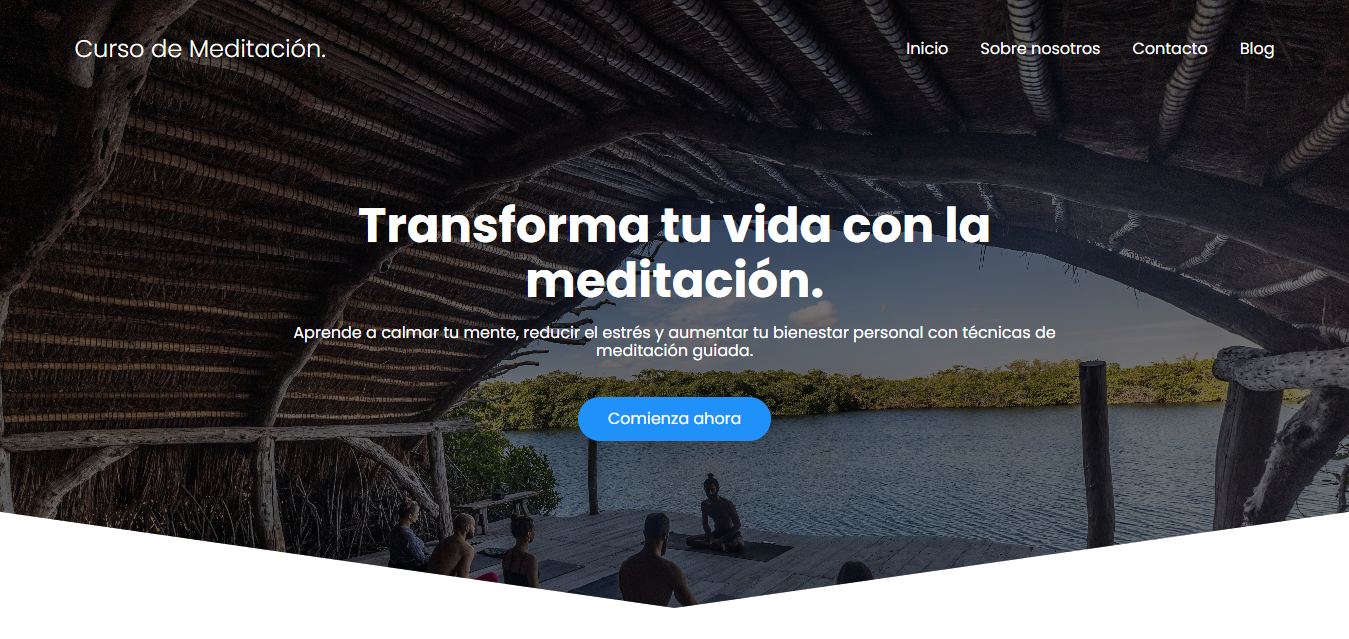 Curso de Meditación.
Inicio
Sobre nosotros
Contacto
Blog
Transforma tu vida con la
meditación.
Aprende a calmar tu mente, reducir el estrés y aumentar tu bienestar personal con técnicas de
meditación guiada.
Comienza ahora